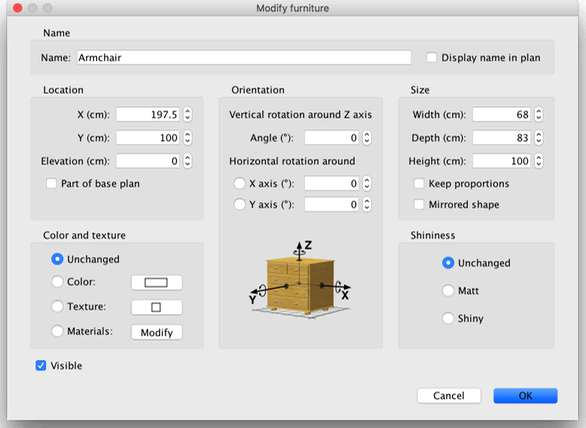 Modify furniture
Name
Name: Armchair
Display name in plan
Location
X (cm): 197.5
Y (cm): 100
Elevation (cm): 0
Part of base plan
Orientation
Vertical rotation around Z axis
Angle (°): 0
Horizontal rotation around
X axis (°): 0
Y axis (°): 0
Z
Y
X
Size
Width (cm): 68
Depth (cm): 83
Height (cm): 100
Keep proportions
Mirrored shape
Color and texture
Unchanged
Color:
Texture:
Materials: Modify
Shininess
Unchanged
Matt
Shiny
Visible
Cancel OK